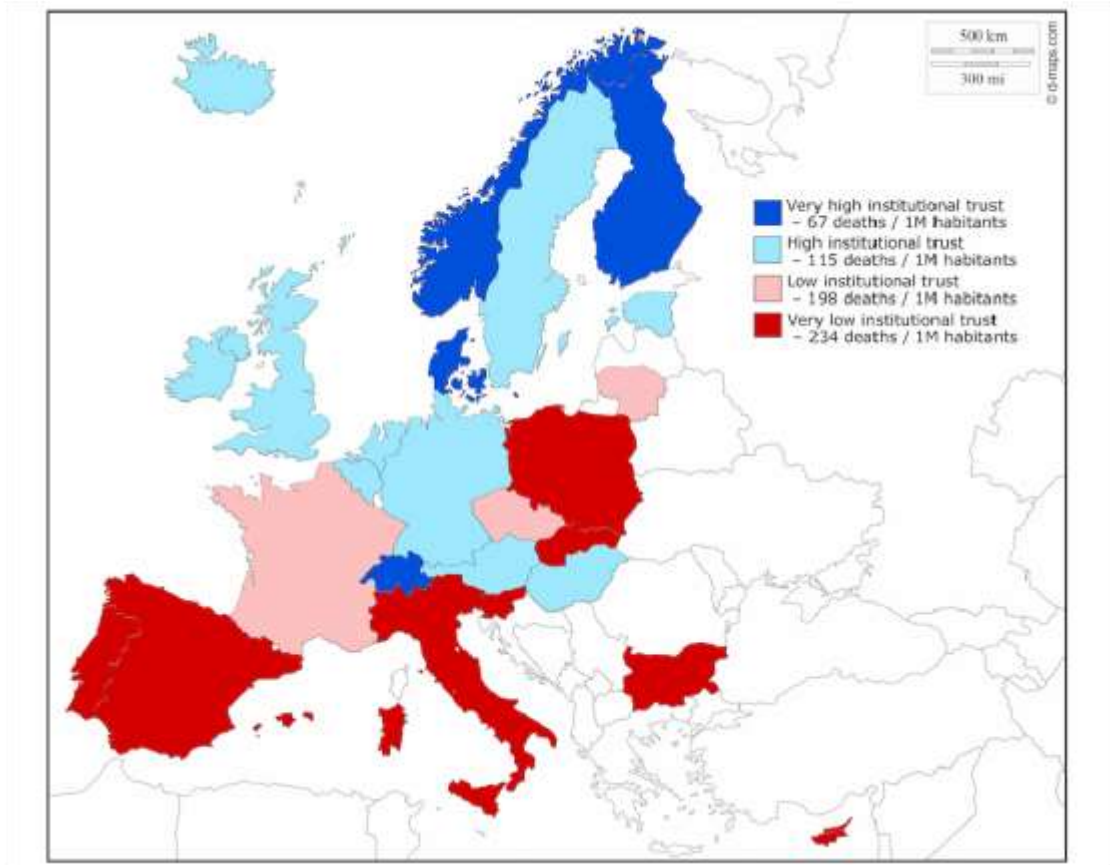 500 km
300 mi
© d-maps.com
Very high institutional trust
– 67 deaths / 1M habitants
High institutional trust
– 115 deaths / 1M habitants
Low institutional trust
– 198 deaths / 1M habitants
Very low institutional trust
– 234 deaths / 1M habitants